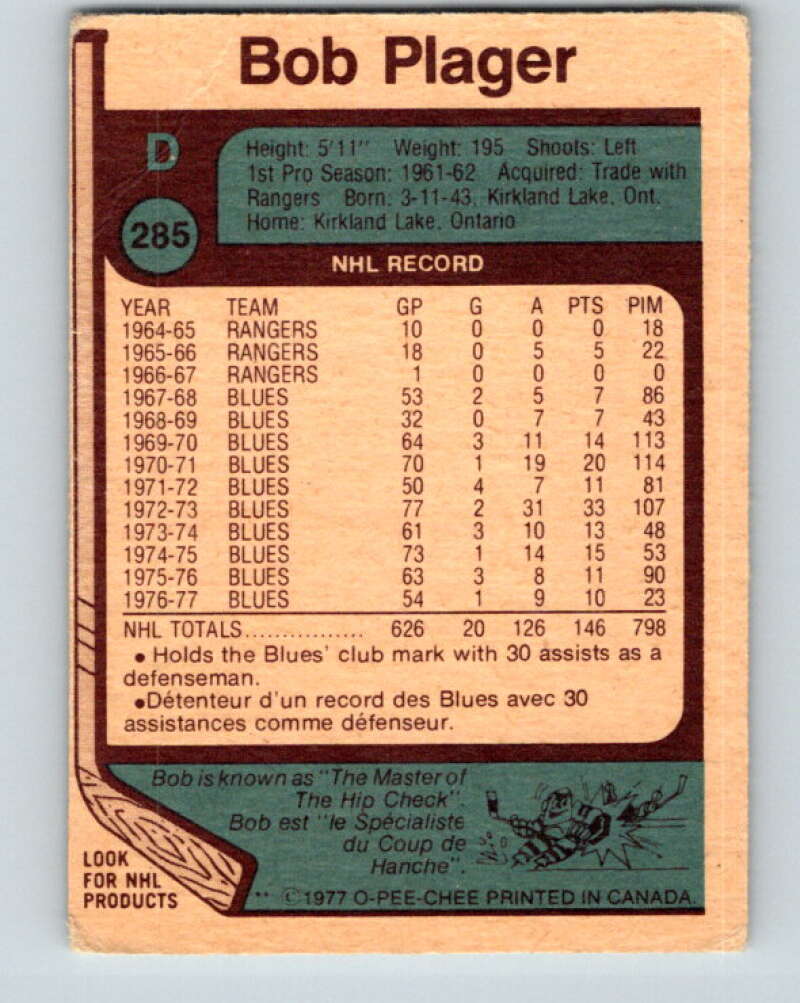 Bob Plager
D
285
Height: 5'11" Weight: 195 Shoots: Left
1st Pro Season: 1961-62 Acquired: Trade with
Rangers Born: 3-11-43, Kirkland Lake, Ont.
Home: Kirkland Lake, Ontario
NHL RECORD
YEAR TEAM GP G A PTS PIM
1964-65 RANGERS 10 0 0 0 18
1965-66 RANGERS 18 0 5 5 22
1966-67 RANGERS 1 0 0 0 0
1967-68 BLUES 53 2 5 7 86
1968-69 BLUES 32 0 7 7 43
1969-70 BLUES 64 3 11 14 113
1970-71 BLUES 70 1 19 20 114
1971-72 BLUES 50 4 7 11 81
1972-73 BLUES 77 2 31 33 107
1973-74 BLUES 61 3 10 13 48
1974-75 BLUES 73 1 14 15 53
1975-76 BLUES 63 3 8 11 90
1976-77 BLUES 54 1 9 10 23
NHL TOTALS................ 626 20 126 146 798
• Holds the Blues' club mark with 30 assists as a
defenseman.
•Détenteur d'un record des Blues avec 30
assistances comme défenseur.
Bob is known as "The Master of
The Hip Check".
Bob est "le Spécialiste
du Coup de
Hanche".
LOOK
FOR NHL
PRODUCTS
** ©1977 O-PEE-CHEE PRINTED IN CANADA.